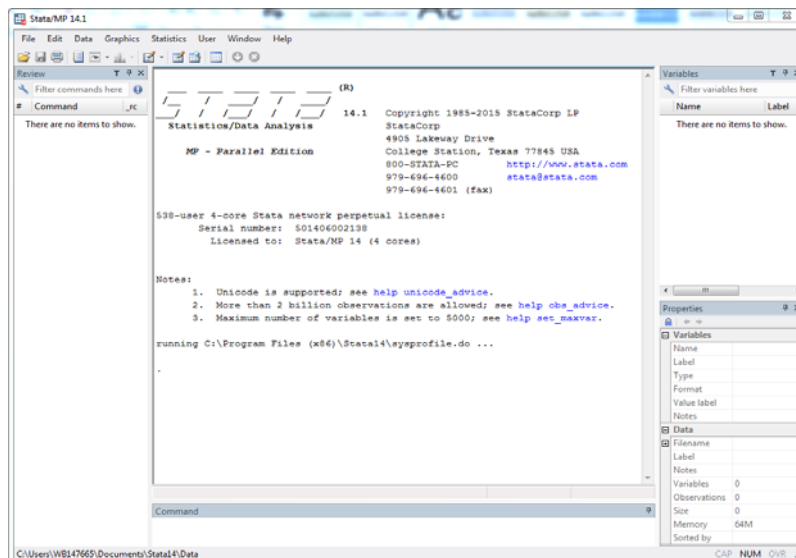 Stata/MP 14.1
File Edit Data Graphics Statistics User Window Help
Review
Filter commands here
# Command _rc
There are no items to show.
(R)
14.1 Copyright 1985-2015 StataCorp LP
Statistics/Data Analysis StataCorp
4905 Lakeway Drive
MP - Parallel Edition College Station, Texas 77845 USA
800-STATA-PC http://www.stata.com
979-696-4600 stata@stata.com
979-696-4601 (fax)
538-user 4-core Stata network perpetual license:
Serial number: 501406002138
Licensed to: Stata/MP 14 (4 cores)
Notes:
1. Unicode is supported; see help unicode_advice.
2. More than 2 billion observations are allowed; see help obs_advice.
3. Maximum number of variables is set to 5000; see help set_maxvar.
running C:\Program Files (x86)\Stata14\sysprofile.do ...
.
Command
Variables
Filter variables here
Name Label
There are no items to show.
Properties
Variables
Name
Label
Type
Format
Value label
Notes
Data
Filename
Label
Notes
Variables 0
Observations 0
Size 0
Memory 64M
Sorted by
C:\Users\WB147665\Documents\Stata14\Data
CAP NUM OVR